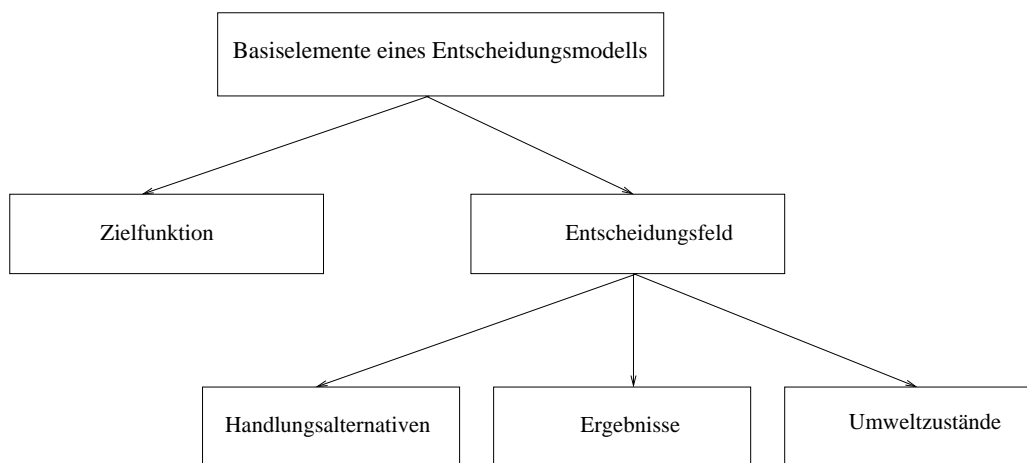 Basiselemente eines Entscheidungsmodells
Zielfunktion
Entscheidungsfeld
Handlungsalternativen
Ergebnisse
Umweltzustände